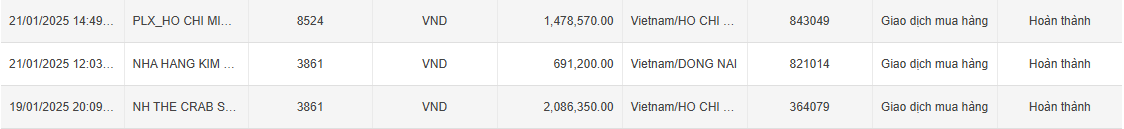 21/01/2025 14:49... PLX_HO CHI MI... 8524 VND 1,478,570.00 Vietnam/HO CHI ... 843049 Giao dịch mua hàng Hoàn thành
21/01/2025 12:03... NHA HANG KIM ... 3861 VND 691,200.00 Vietnam/DONG NAI 821014 Giao dịch mua hàng Hoàn thành
19/01/2025 20:09... NH THE CRAB S... 3861 VND 2,086,350.00 Vietnam/HO CHI ... 364079 Giao dịch mua hàng Hoàn thành